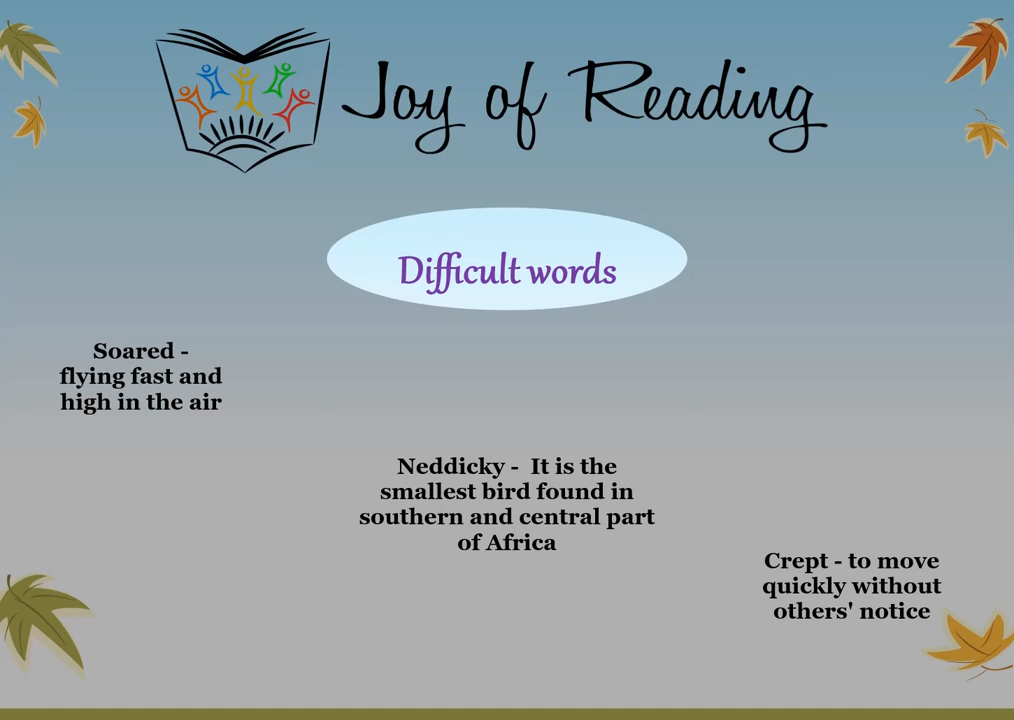 Joy of Reading
Difficult words
Soared -
flying fast and
high in the air
Neddicky -  It is the
smallest bird found in
southern and central part
of Africa
Crept - to move
quickly without
others' notice